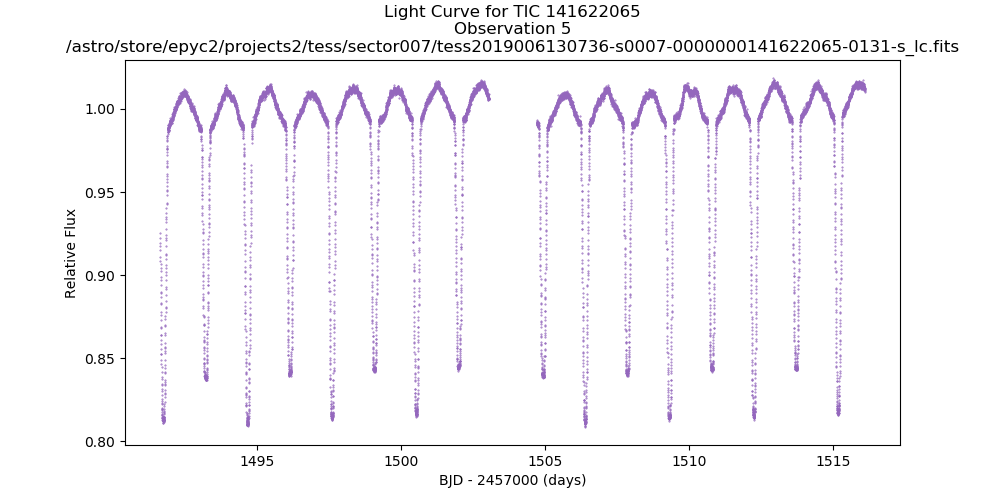 Light Curve for TIC 141622065
Observation 5
/astro/store/epyc2/projects2/tess/sector007/tess2019006130736-s0007-0000000141622065-0131-s_lc.fits
1.00
0.95
0.90
0.85
0.80
Relative Flux
1495
1500
1505
1510
1515
BJD - 2457000 (days)